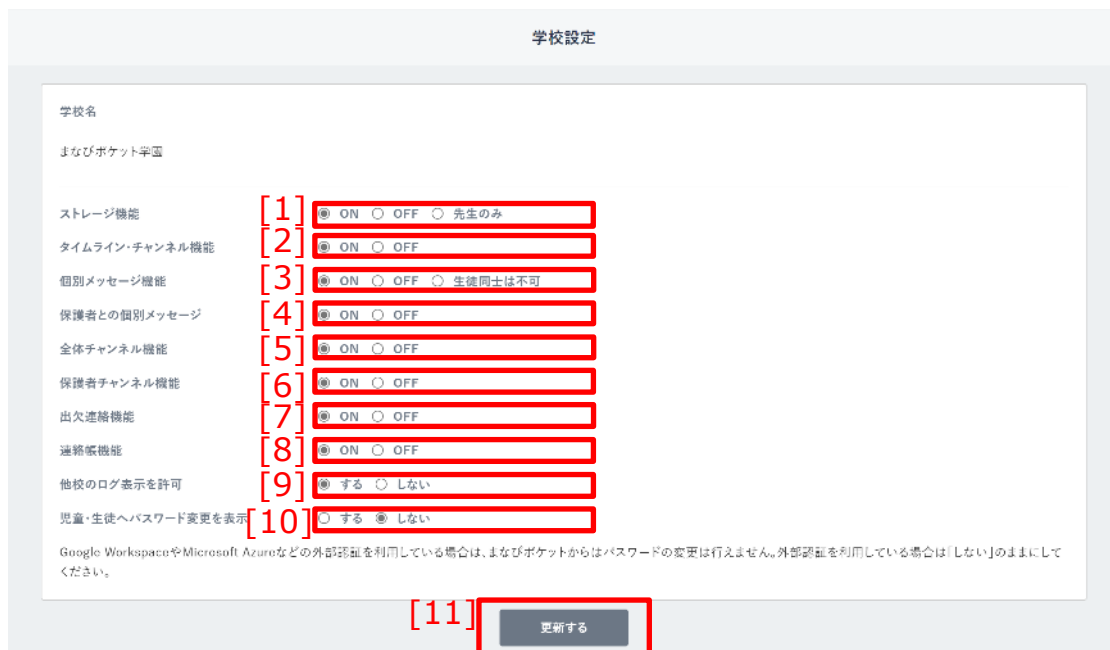 学校設定
学校名
まなびポケット学園
ストレージ機能 [1] ON OFF 先生のみ
タイムライン・チャンネル機能 [2] ON OFF
個別メッセージ機能 [3] ON OFF 生徒同士は不可
保護者との個別メッセージ [4] ON OFF
全体チャンネル機能 [5] ON OFF
保護者チャンネル機能 [6] ON OFF
出欠連絡機能 [7] ON OFF
連絡帳機能 [8] ON OFF
他校のログ表示を許可 [9] する しない
児童・生徒へパスワード変更を表示 [10] する しない
Google WorkspaceやMicrosoft Azureなどの外部認証を利用している場合は、まなびポケットからはパスワードの変更は行えません。外部認証を利用している場合は「しない」のままにして
ください。
[11] 更新する